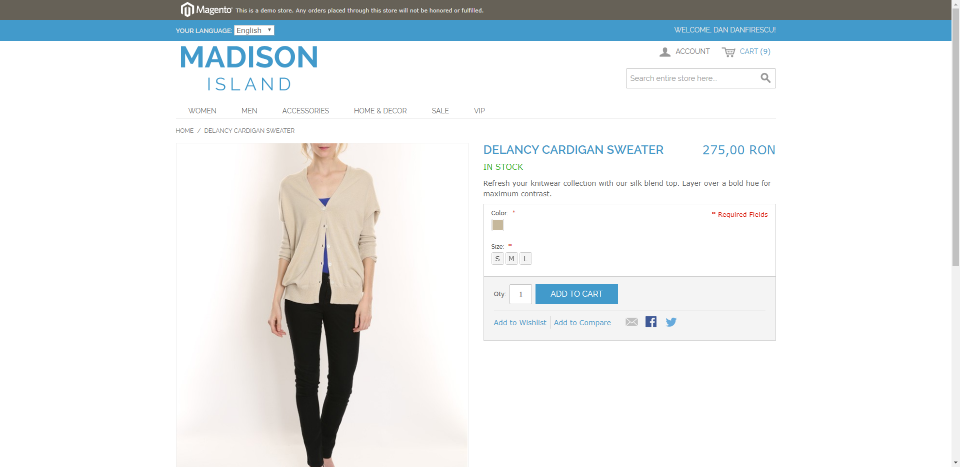 Magento This is a demo store. Any orders placed through this store will not be honored or fulfilled.
YOUR LANGUAGE: English WELCOME, DAN DANFIRESCU!
MADISON
ISLAND
ACCOUNT CART (9)
Search entire store here...
WOMEN MEN ACCESSORIES HOME & DECOR SALE VIP
HOME / DELANCY CARDIGAN SWEATER
DELANCY CARDIGAN SWEATER 275,00 RON
IN STOCK
Refresh your knitwear collection with our silk blend top. Layer over a bold hue for
maximum contrast.
Color: *
* Required Fields
Size: *
S M L
Qty: 1 ADD TO CART
Add to Wishlist Add to Compare